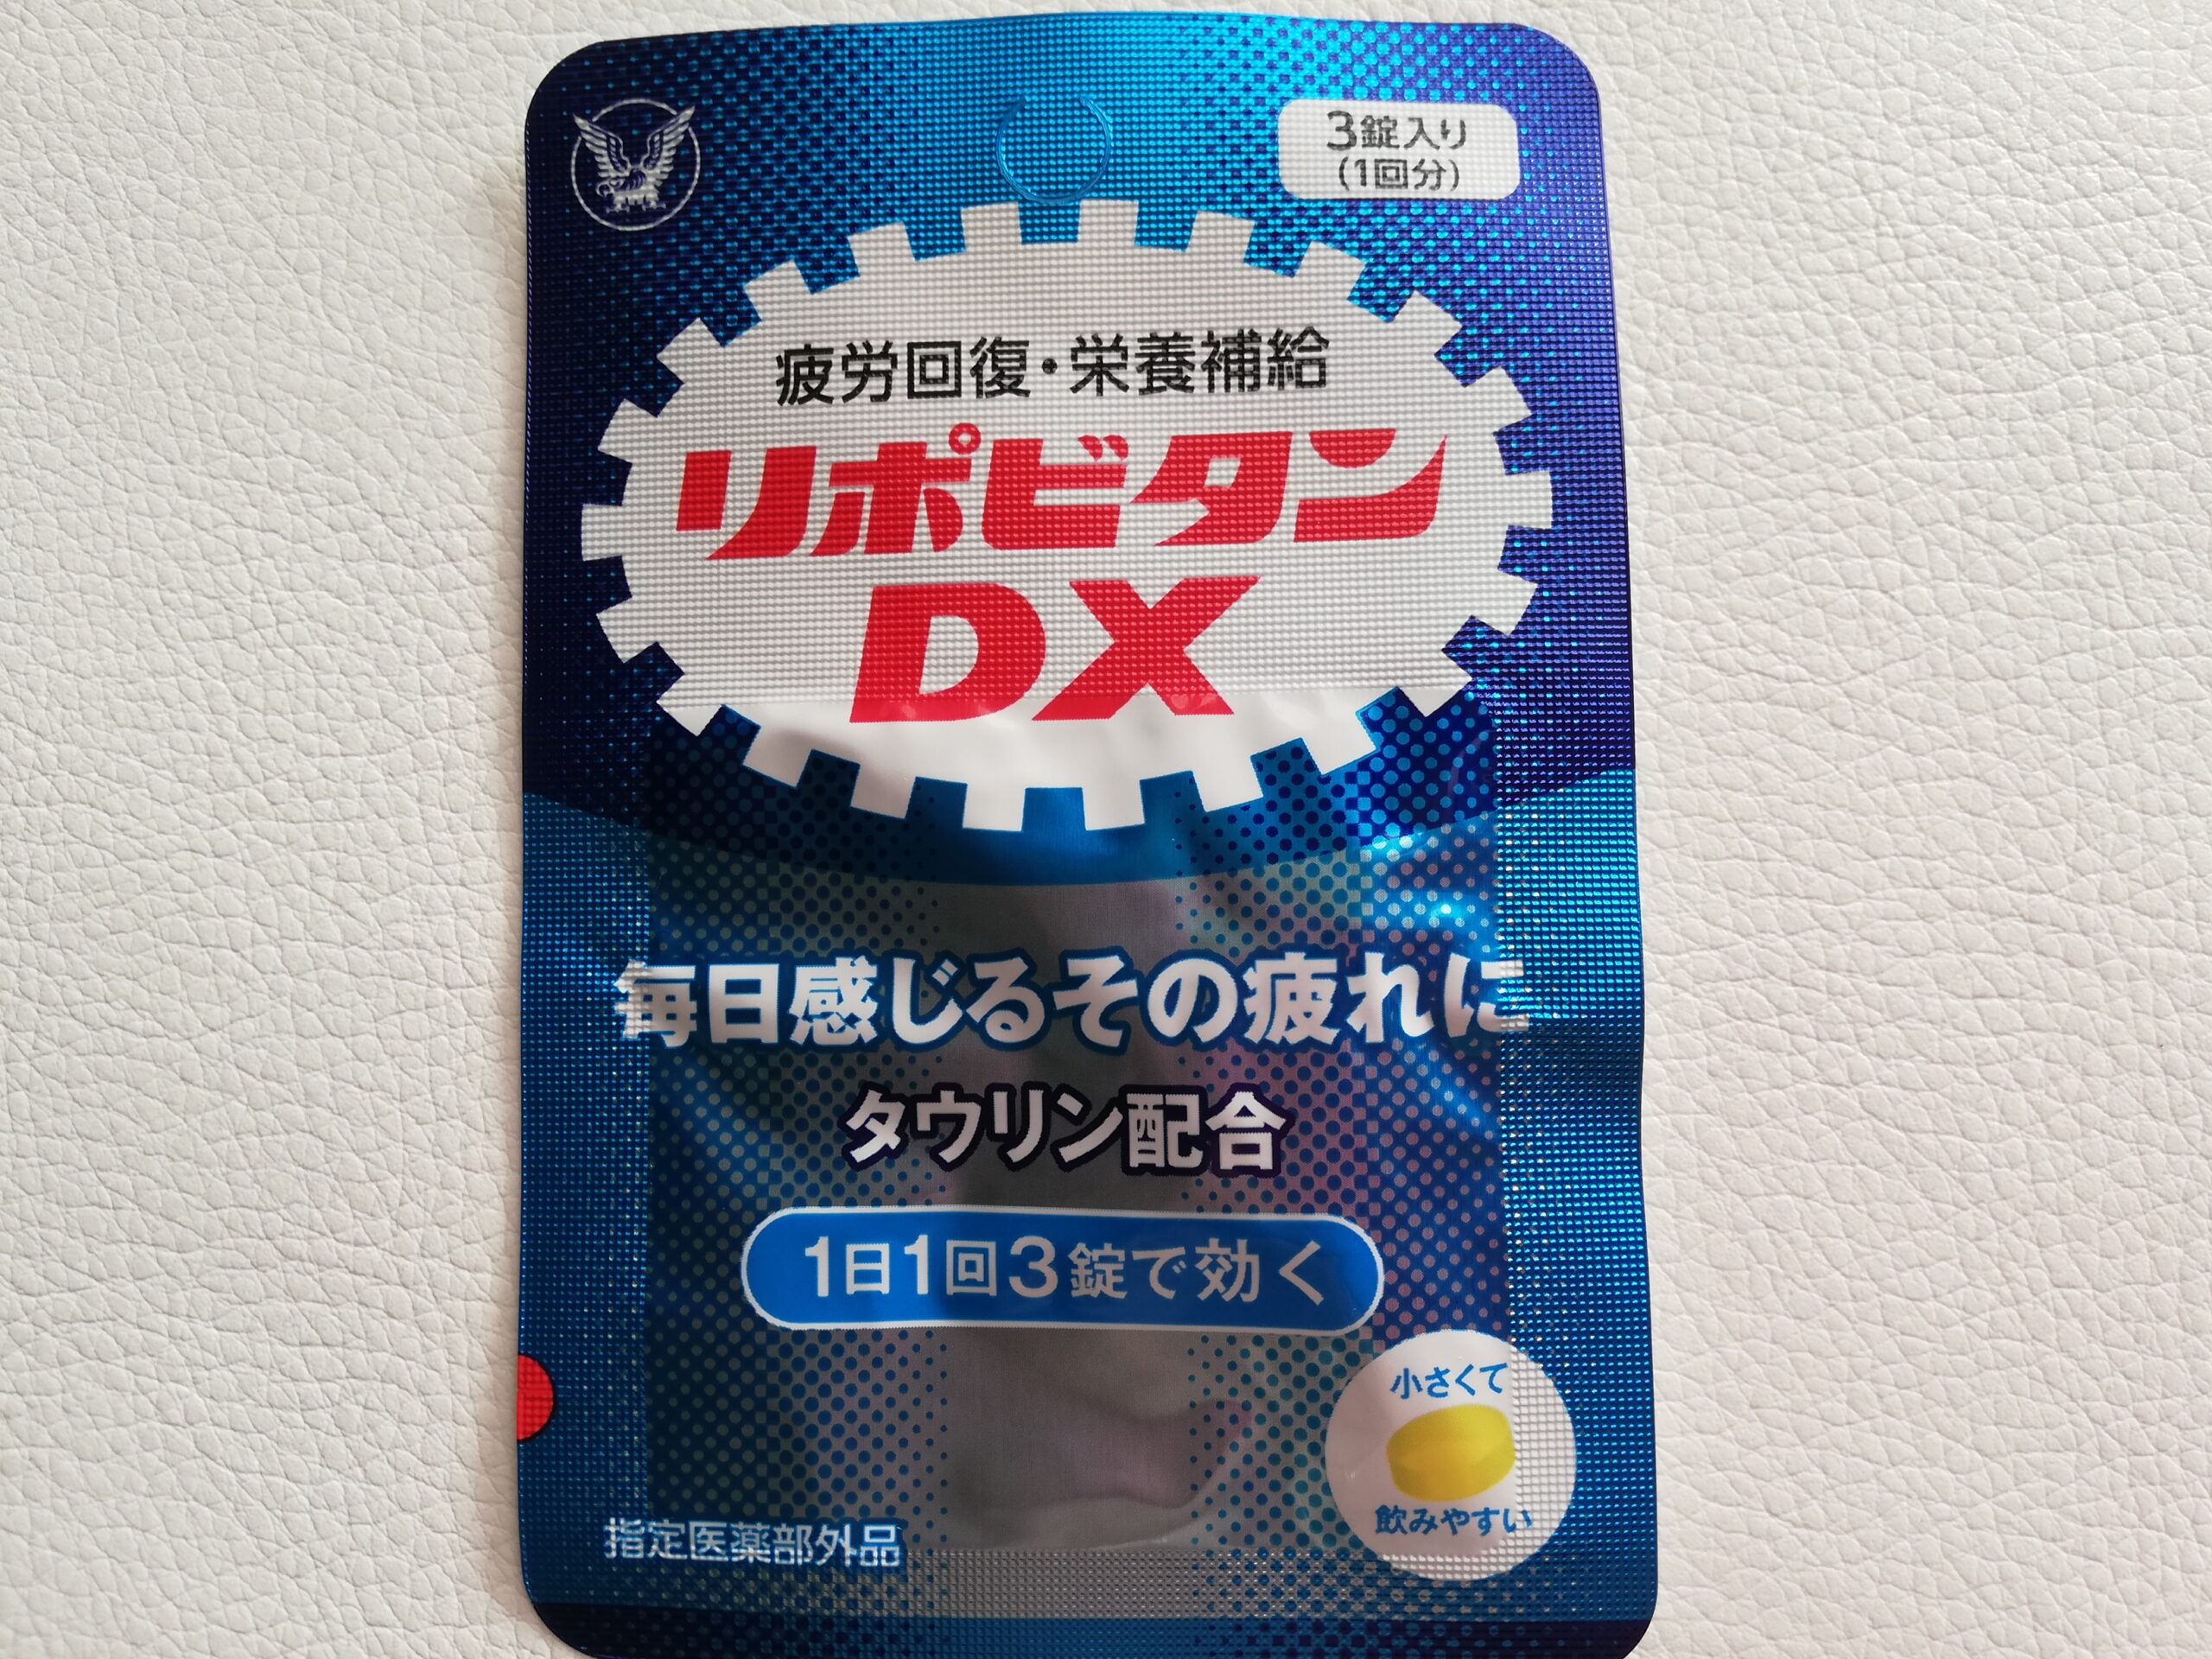 3錠入り
(1回分)
疲労回復・栄養補給
リポビタン
DX
毎日感じるその疲れに
タウリン配合
1日1回3錠で効く
小さくて
飲みやすい
指定医薬部外品